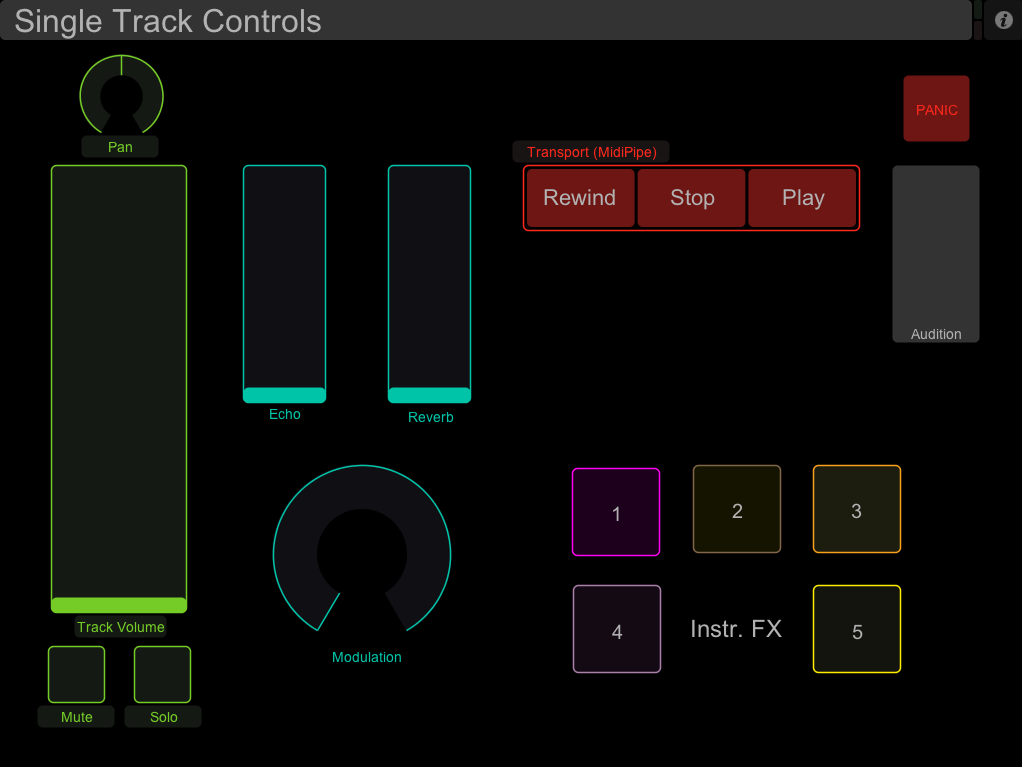 Single Track Controls
i
Pan
PANIC
Transport (MidiPipe)
Rewind Stop Play
Audition
Echo
Reverb
1 2 3
4 Instr. FX 5
Track Volume
Modulation
Mute Solo